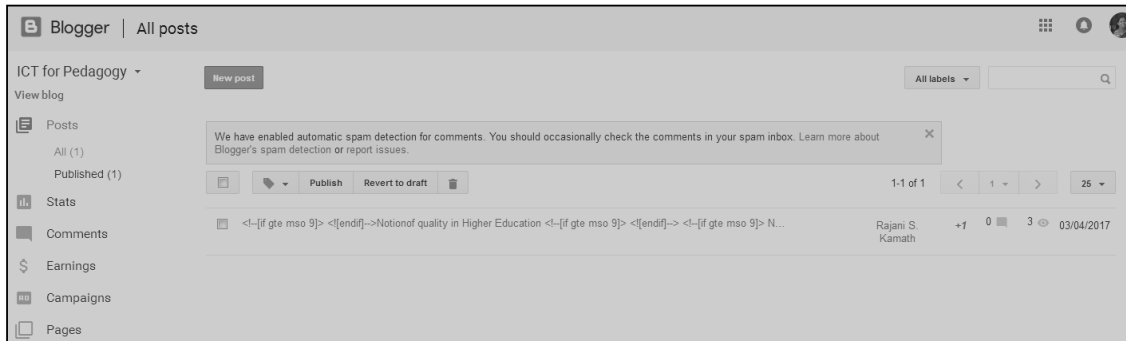 Blogger | All posts
ICT for Pedagogy
View blog
New post
All labels
Posts
All (1)
Published (1)
Stats
Comments
Earnings
Campaigns
Pages
We have enabled automatic spam detection for comments. You should occasionally check the comments in your spam inbox. Learn more about
Blogger's spam detection or report issues.
Publish
Revert to draft
1-1 of 1
1
25
<!--[if gte mso 9]> <![endif]-->Notionof quality in Higher Education <!--[if gte mso 9]> <![endif]--> <!--[if gte mso 9]> N...
Rajani S.
Kamath
+1
0
3
03/04/2017